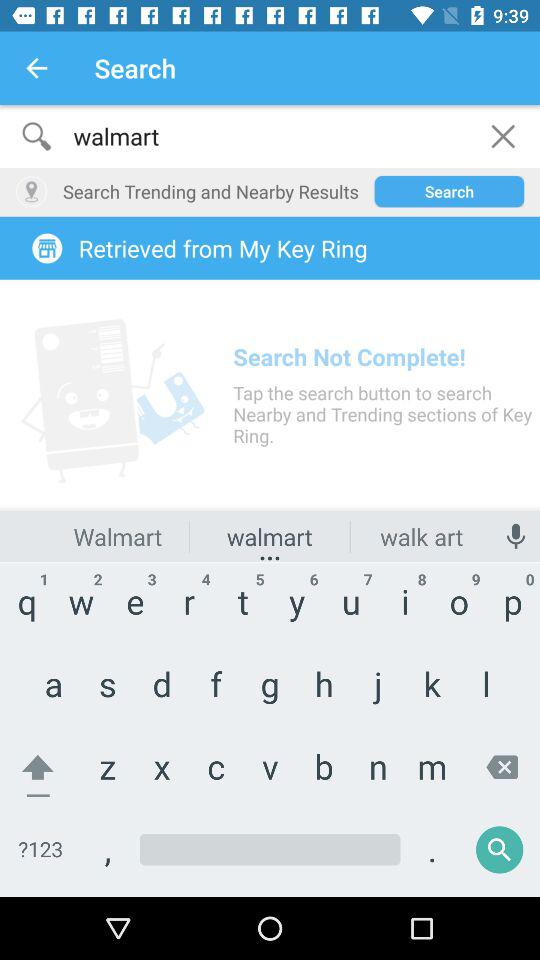 9:39
Search
walmart
Search Trending and Nearby Results Search
Retrieved from My Key Ring
Search Not Complete!
Tap the search button to search
Nearby and Trending sections of Key
Ring.
Walmart walmart walk art
1 2 3 4 5 6 7 8 9 0
q w e r t y u i o p
a s d f g h j k l
z x c v b n m
?123 , .